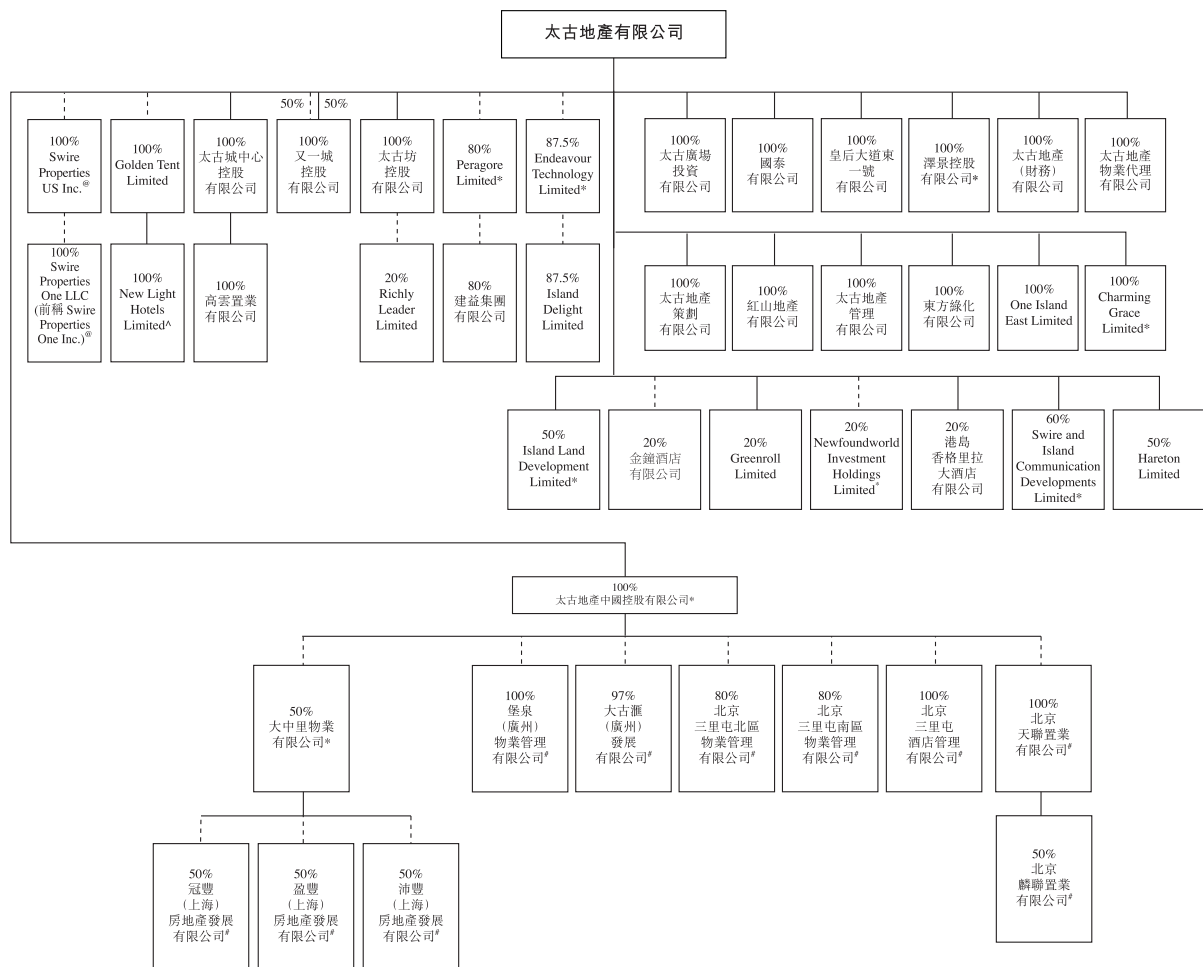 太古地產有限公司
50%
50%
100%
Swire
Properties
US Inc.@
100%
Golden Tent
Limited
100%
太古城中心
控股
有限公司
100%
又一城
控股
有限公司
100%
太古坊
控股
有限公司
80%
Peragore
Limited*
87.5%
Endeavour
Technology
Limited*
100%
太古廣場
投資
有限公司
100%
國泰
有限公司
100%
皇后大道東
一號
有限公司
100%
澤景控股
有限公司*
100%
太古地產
(財務)
有限公司
100%
太古地產
物業代理
有限公司
100%
Swire
Properties
One LLC
(前稱 Swire
Properties
One Inc.)@
100%
New Light
Hotels
Limited^
100%
高雲置業
有限公司
20%
Richly
Leader
Limited
80%
建益集團
有限公司
87.5%
Island
Delight
Limited
100%
太古地產
策劃
有限公司
100%
紅山地產
有限公司
100%
太古地產
管理
有限公司
100%
東方綠化
有限公司
100%
One Island
East Limited
100%
Charming
Grace
Limited*
50%
Island Land
Development
Limited*
20%
金鐘酒店
有限公司
20%
Greenroll
Limited
20%
Newfoundworld
Investment
Holdings
Limited*
20%
港島
香格里拉
大酒店
有限公司
60%
Swire and
Island
Communication
Developments
Limited*
50%
Hareton
Limited
100%
太古地產中國控股有限公司*
50%
大中里物業
有限公司*
100%
堡泉
(廣州)
物業管理
有限公司#
97%
大古滙
(廣州)
發展
有限公司#
80%
北京
三里屯北區
物業管理
有限公司#
80%
北京
三里屯南區
物業管理
有限公司#
100%
北京
三里屯
酒店管理
有限公司#
100%
北京
天聯置業
有限公司#
50%
冠豐
(上海)
房地產發展
有限公司#
50%
盈豐
(上海)
房地產發展
有限公司#
50%
沛豐
(上海)
房地產發展
有限公司#
50%
北京
麟聯置業
有限公司#